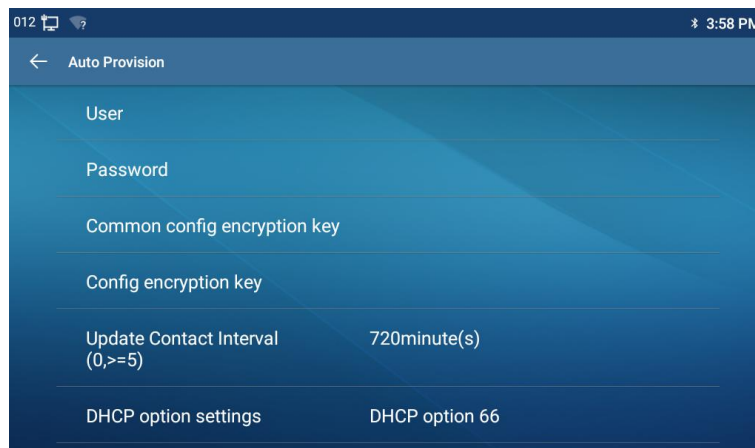 012 ? 3:58 PM
Auto Provision
User
Password
Common config encryption key
Config encryption key
Update Contact Interval 720minute(s)
(0,>=5)
DHCP option settings DHCP option 66